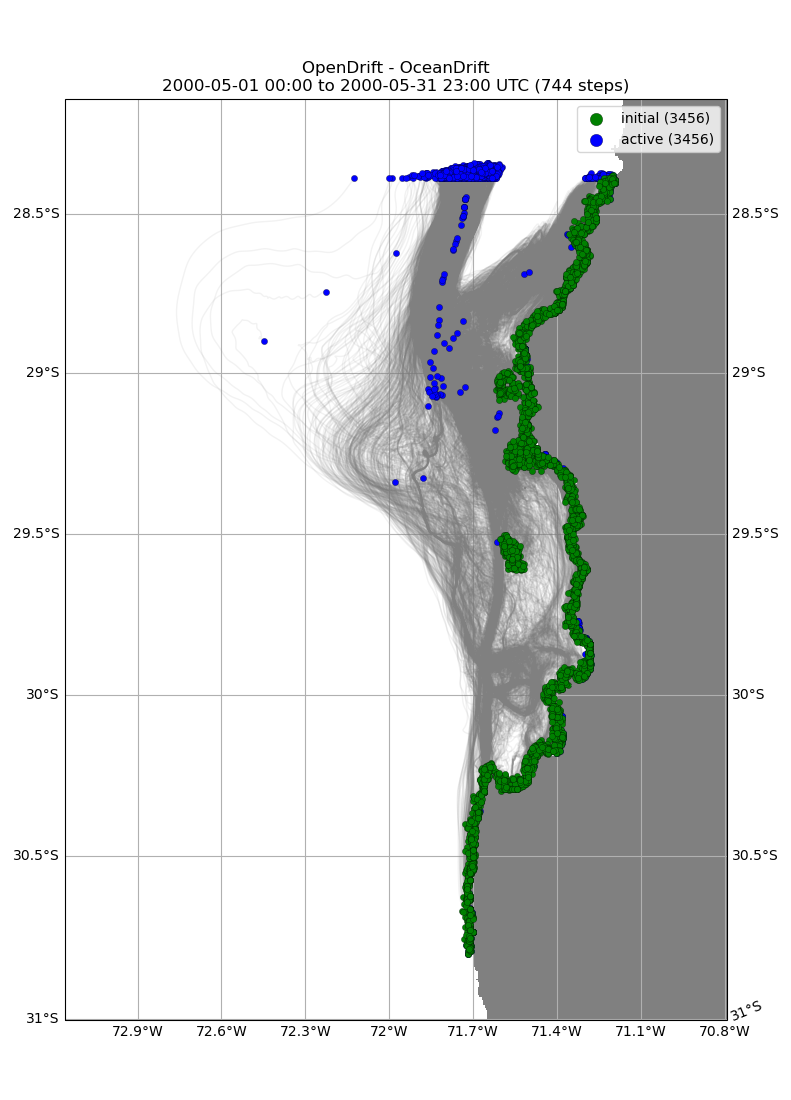 OpenDrift - OceanDrift
2000-05-01 00:00 to 2000-05-31 23:00 UTC (744 steps)
initial (3456)
active (3456)
28.5°S 28.5°S
29°S 29°S
29.5°S 29.5°S
30°S 30°S
30.5°S 30.5°S
31°S 31°S
72.9°W 72.6°W 72.3°W 72°W 71.7°W 71.4°W 71.1°W 70.8°W